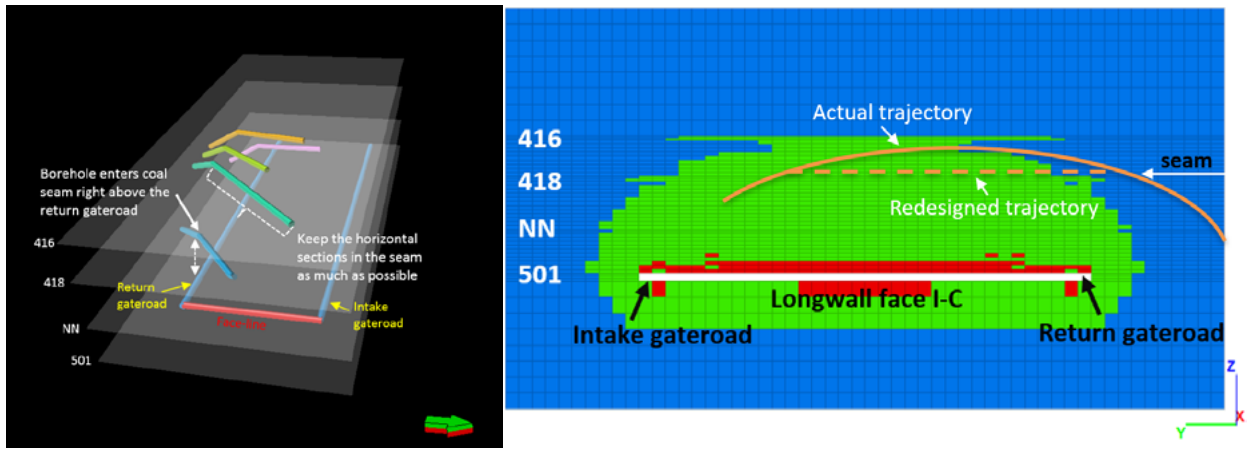 Borehole enters coal
seam right above the
return gateroad
416
418
NN
501
Return
gateroad
Face-line
Keep the horizontal
sections in the seam
as much as possible
Intake
gateroad
Actual trajectory
416
seam
418
Redesigned trajectory
NN
501
Longwall face I-C
Intake gateroad
Return gateroad
Z
X
Y